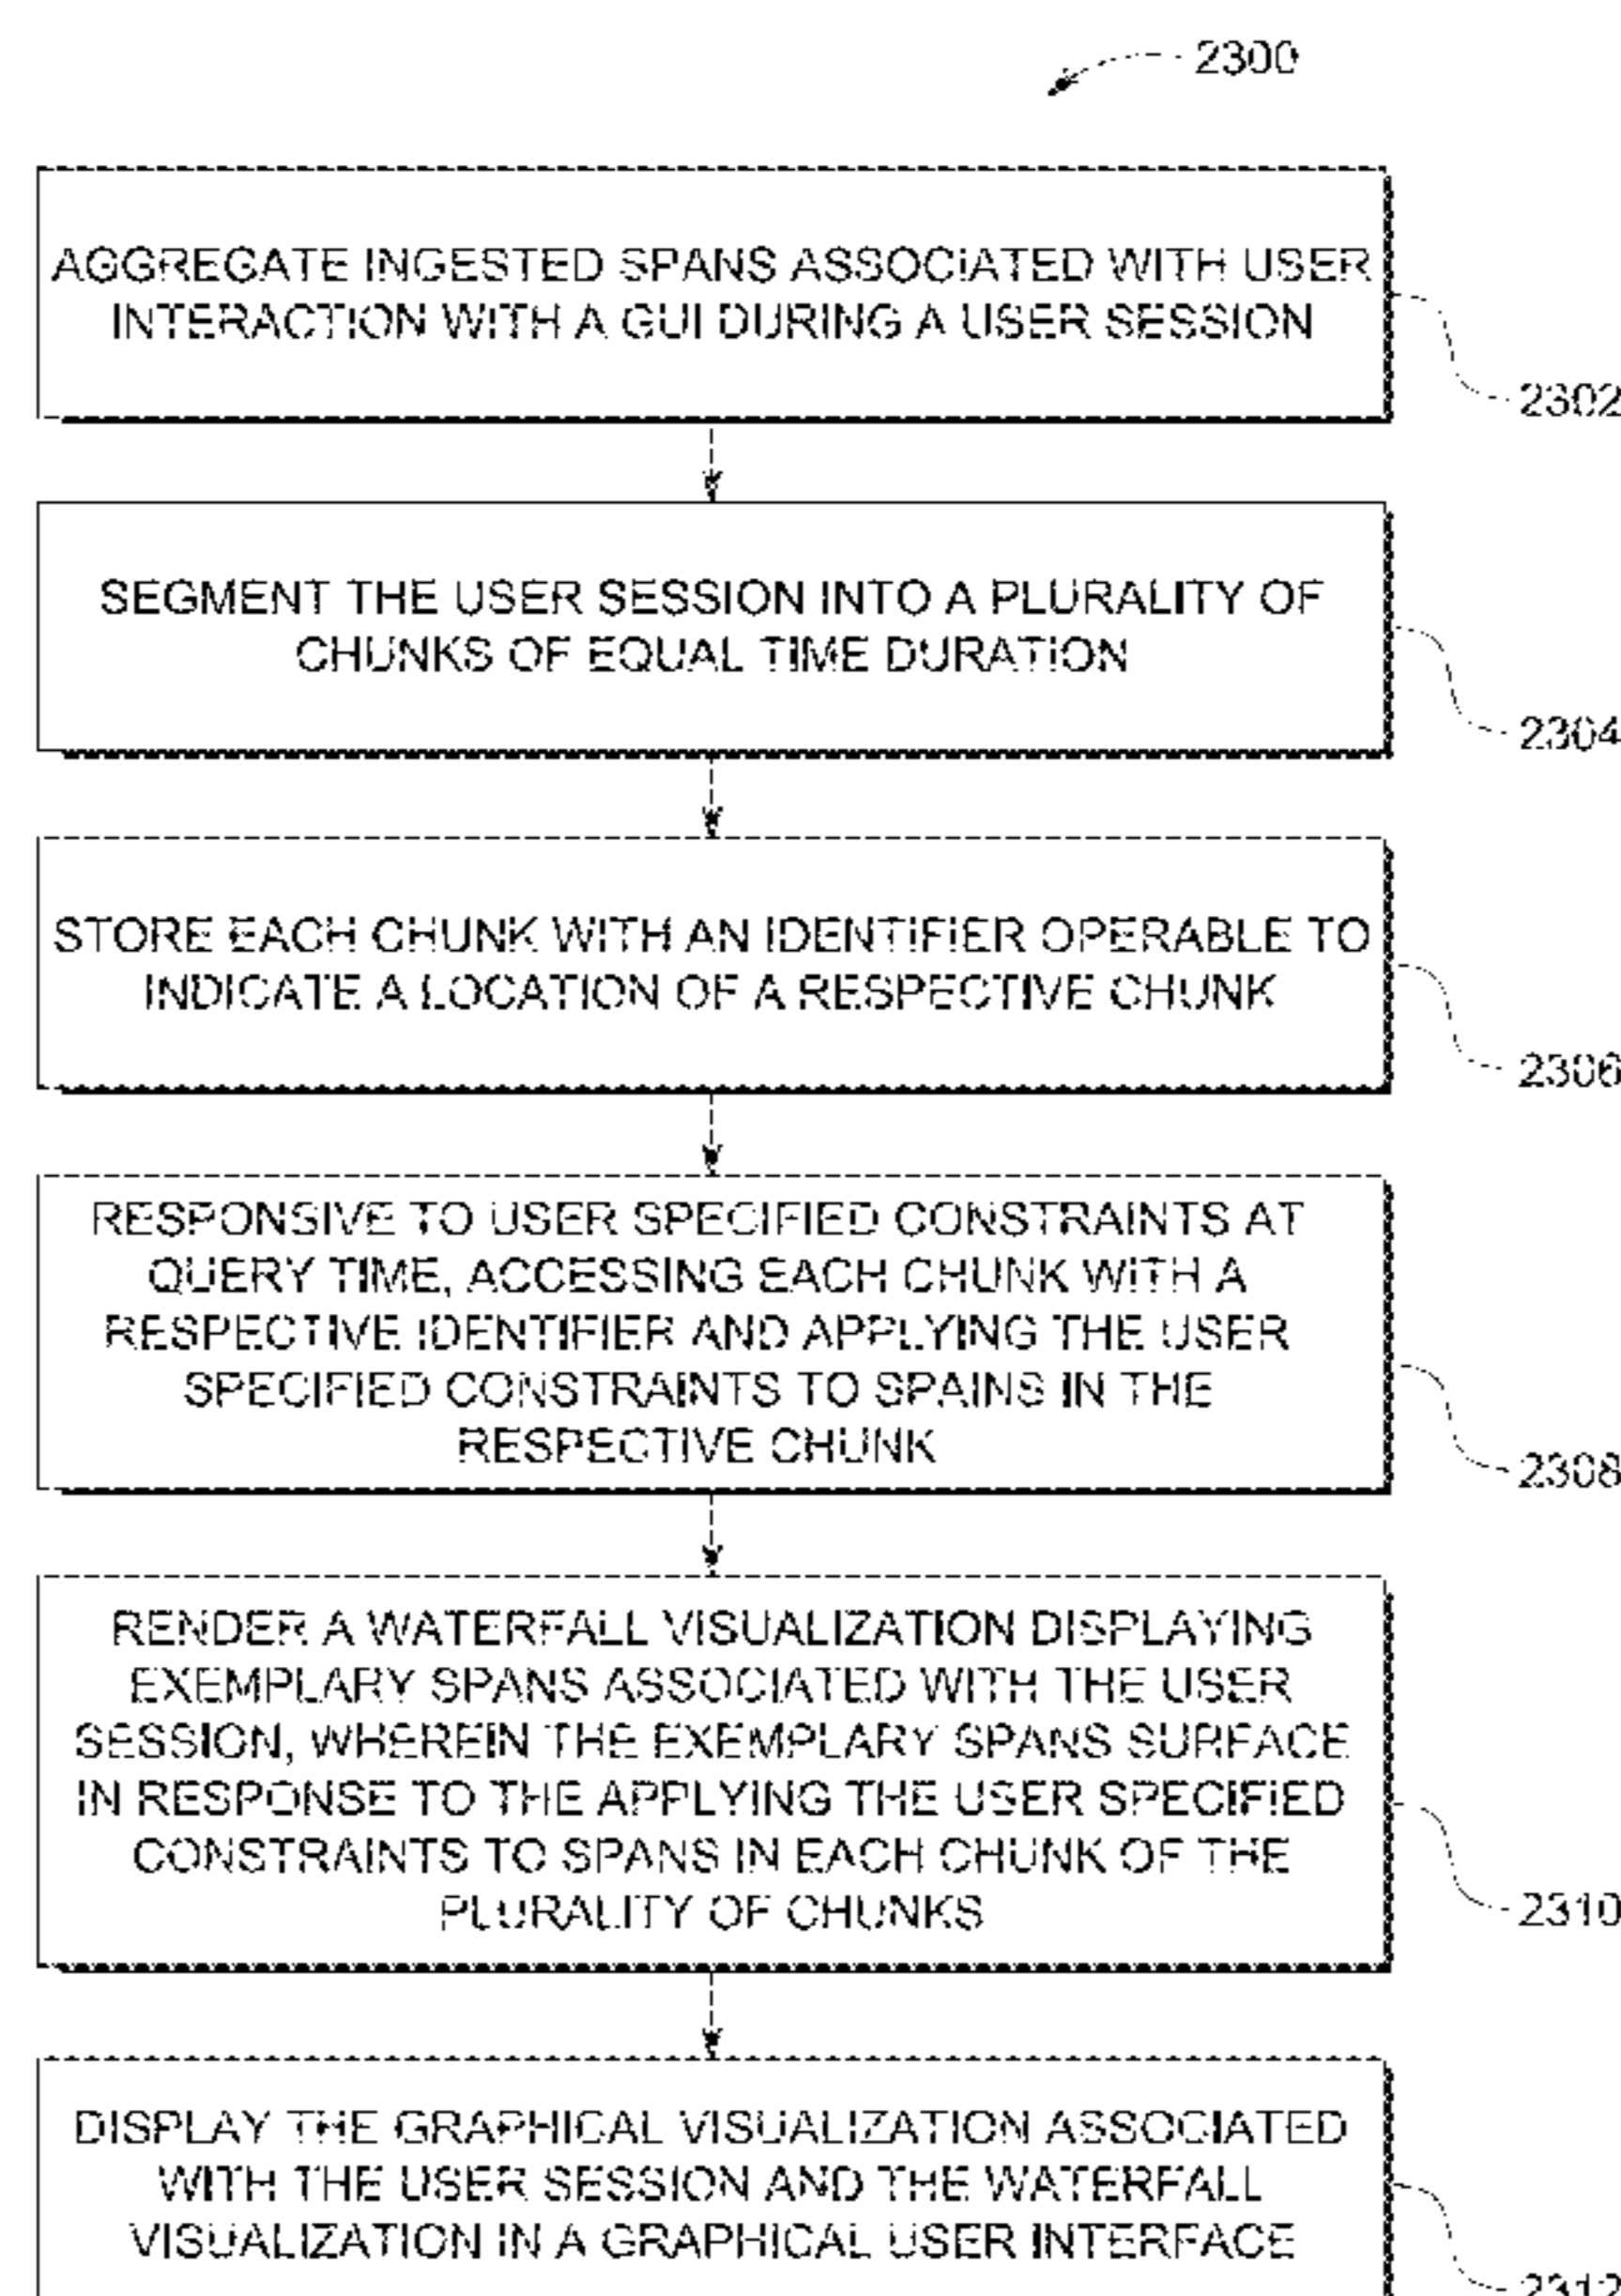 2300
AGGREGATE INGESTED SPANS ASSOCIATED WITH USER
INTERACTION WITH A GUI DURING A USER SESSION
2302
SEGMENT THE USER SESSION INTO A PLURALITY OF
CHUNKS OF EQUAL TIME DURATION
2304
STORE EACH CHUNK WITH AN IDENTIFIER OPERABLE TO
INDICATE A LOCATION OF A RESPECTIVE CHUNK
2306
RESPONSIVE TO USER SPECIFIED CONSTRAINTS AT
QUERY TIME, ACCESSING EACH CHUNK WITH A
RESPECTIVE IDENTIFIER AND APPLYING THE USER
SPECIFIED CONSTRAINTS TO SPAINS IN THE
RESPECTIVE CHUNK
2308
RENDER A WATERFALL VISUALIZATION DISPLAYING
EXEMPLARY SPANS ASSOCIATED WITH THE USER
SESSION, WHEREIN THE EXEMPLARY SPANS SURFACE
IN RESPONSE TO THE APPLYING THE USER SPECIFIED
CONSTRAINTS TO SPANS IN EACH CHUNK OF THE
PLURALITY OF CHUNKS
2310
DISPLAY THE GRAPHICAL VISUALIZATION ASSOCIATED
WITH THE USER SESSION AND THE WATERFALL
VISUALIZATION IN A GRAPHICAL USER INTERFACE
2312